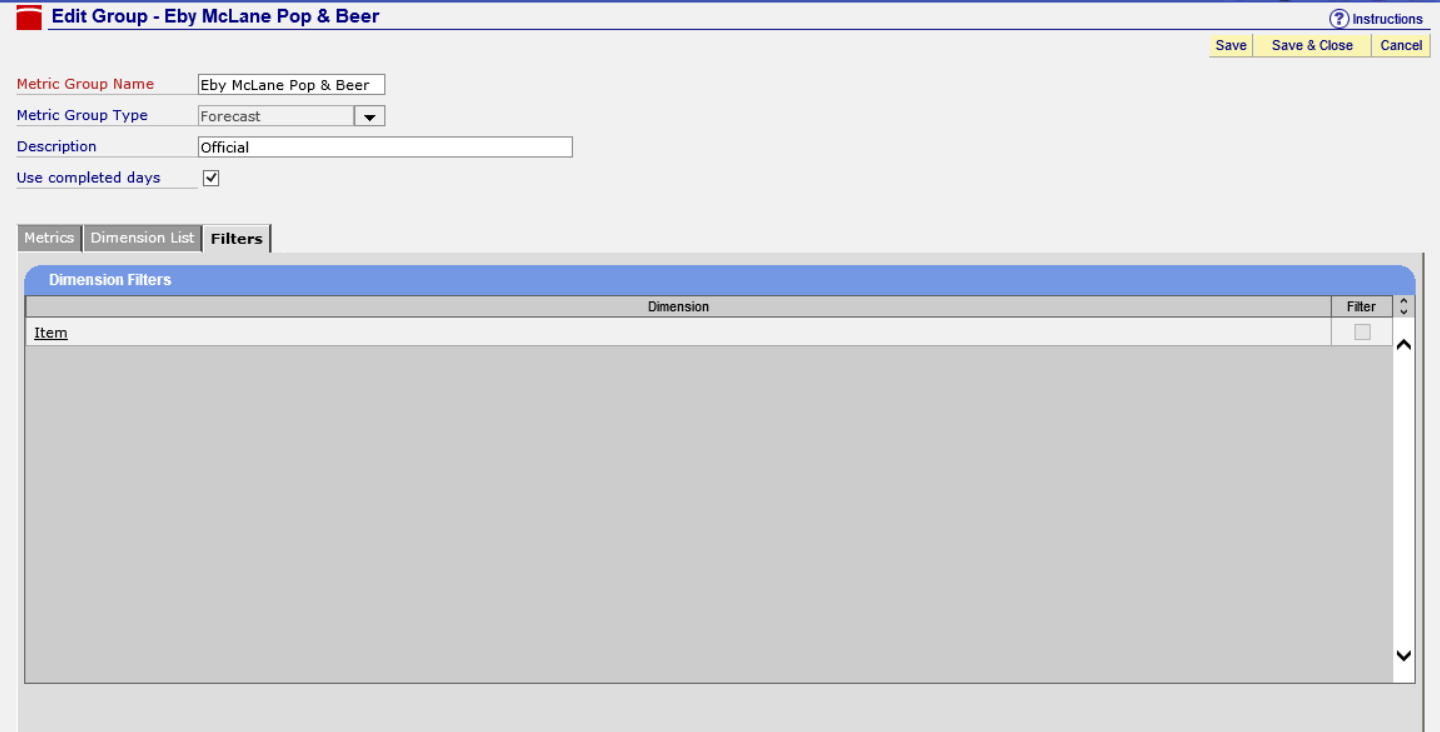 Edit Group - Eby McLane Pop & Beer
? Instructions
Save Save & Close Cancel
Metric Group Name Eby McLane Pop & Beer
Metric Group Type Forecast
Description Official
Use completed days
Metrics Dimension List Filters
Dimension Filters
Dimension Filter
Item